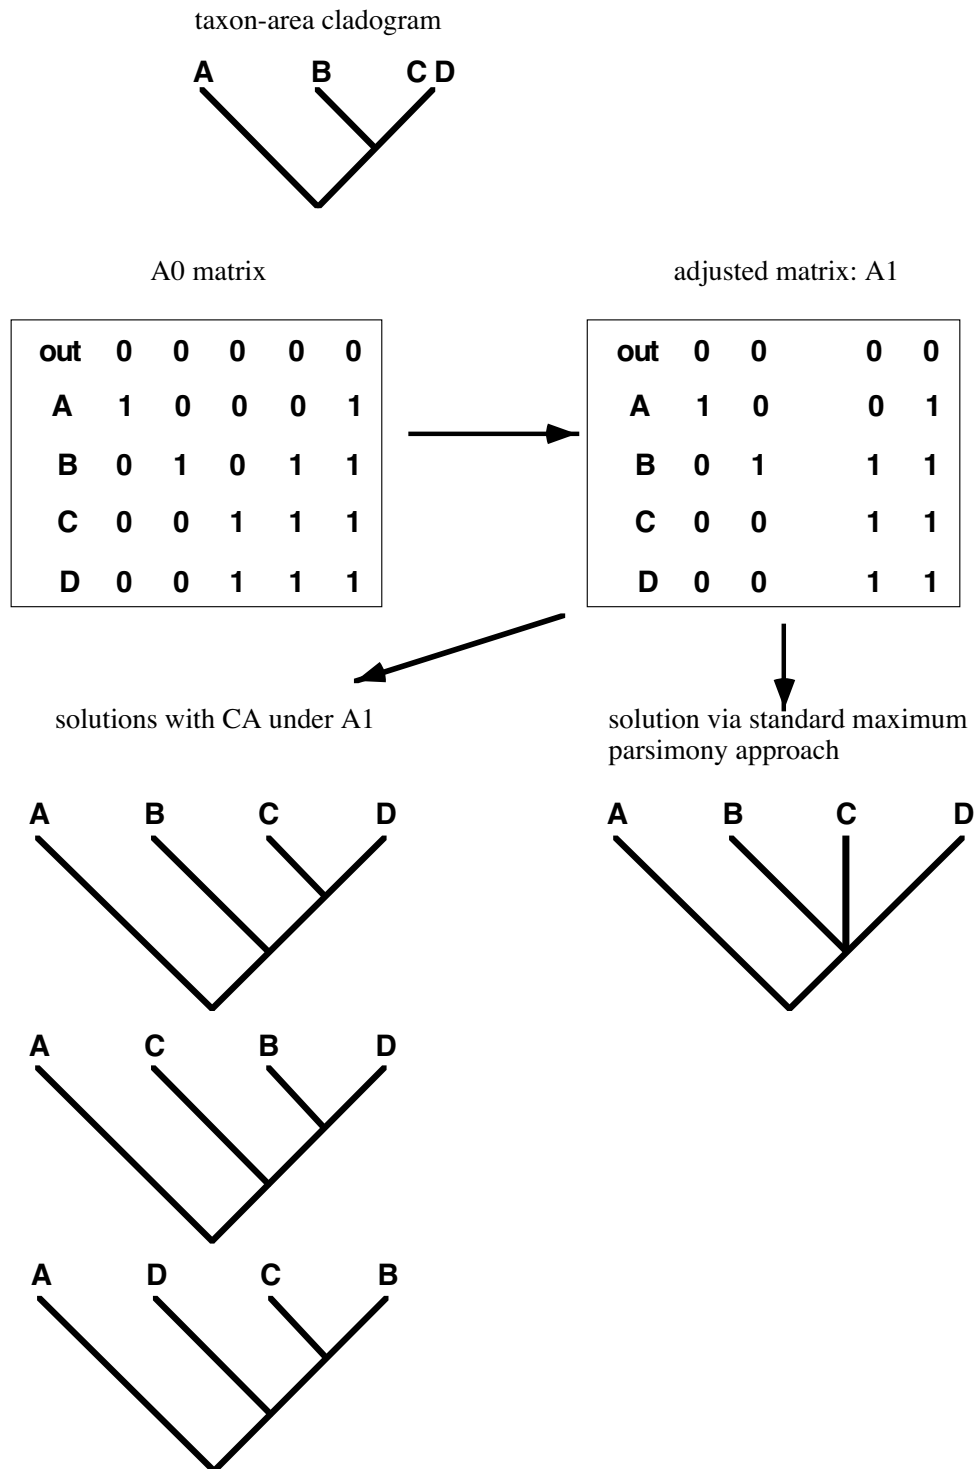 taxon-area cladogram
A B C D
A0 matrix adjusted matrix: A1
out 0 0 0 0 0 out 0 0 0 0
A 1 0 0 0 1 A 1 0 0 1
B 0 1 0 1 1 B 0 1 1 1
C 0 0 1 1 1 C 0 0 1 1
D 0 0 1 1 1 D 0 0 1 1
solutions with CA under A1
solution via standard maximum
parsimony approach
A B C D A B C D
A C B D
A D C B